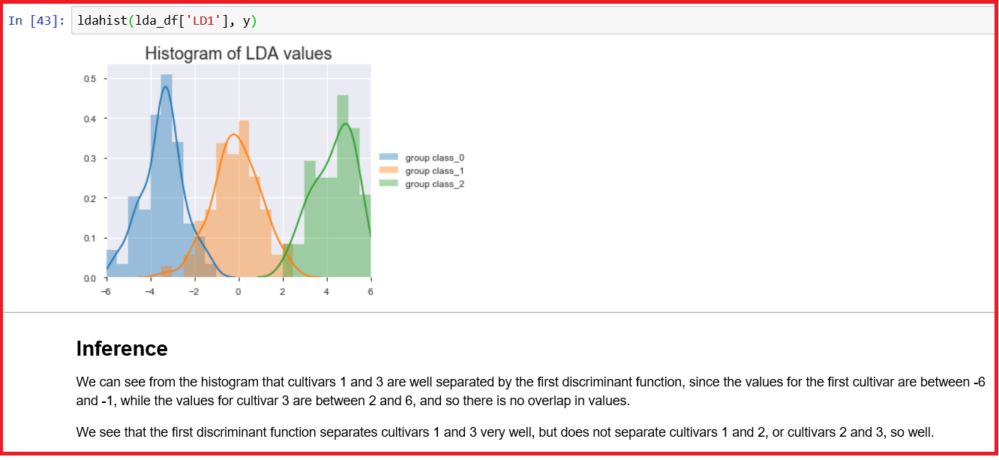 In [43]: ldahist(lda_df['LD1'], y)
Histogram of LDA values
0.5
0.4
0.3
0.2
0.1
0.0
−6 −4 −2 0 2 4 6
group class_0
group class_1
group class_2
Inference
We can see from the histogram that cultivars 1 and 3 are well separated by the first discriminant function, since the values for the first cultivar are between -6
and -1, while the values for cultivar 3 are between 2 and 6, and so there is no overlap in values.
We see that the first discriminant function separates cultivars 1 and 3 very well, but does not separate cultivars 1 and 2, or cultivars 2 and 3, so well.